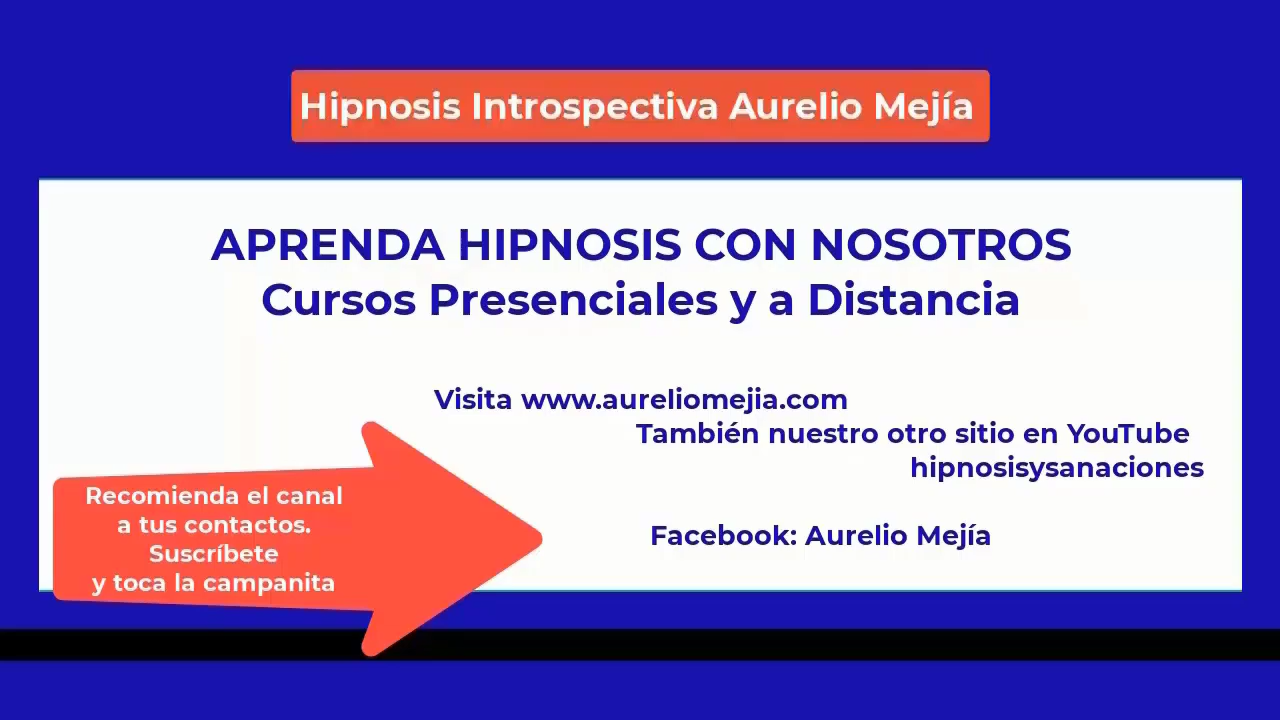 Hipnosis Introspectiva Aurelio Mejía
APRENDA HIPNOSIS CON NOSOTROS
Cursos Presenciales y a Distancia
Visita www.aureliomejia.com
También nuestro otro sitio en YouTube
hipnosisysanaciones
Facebook: Aurelio Mejía
Recomienda el canal
a tus contactos.
Suscríbete
y toca la campanita